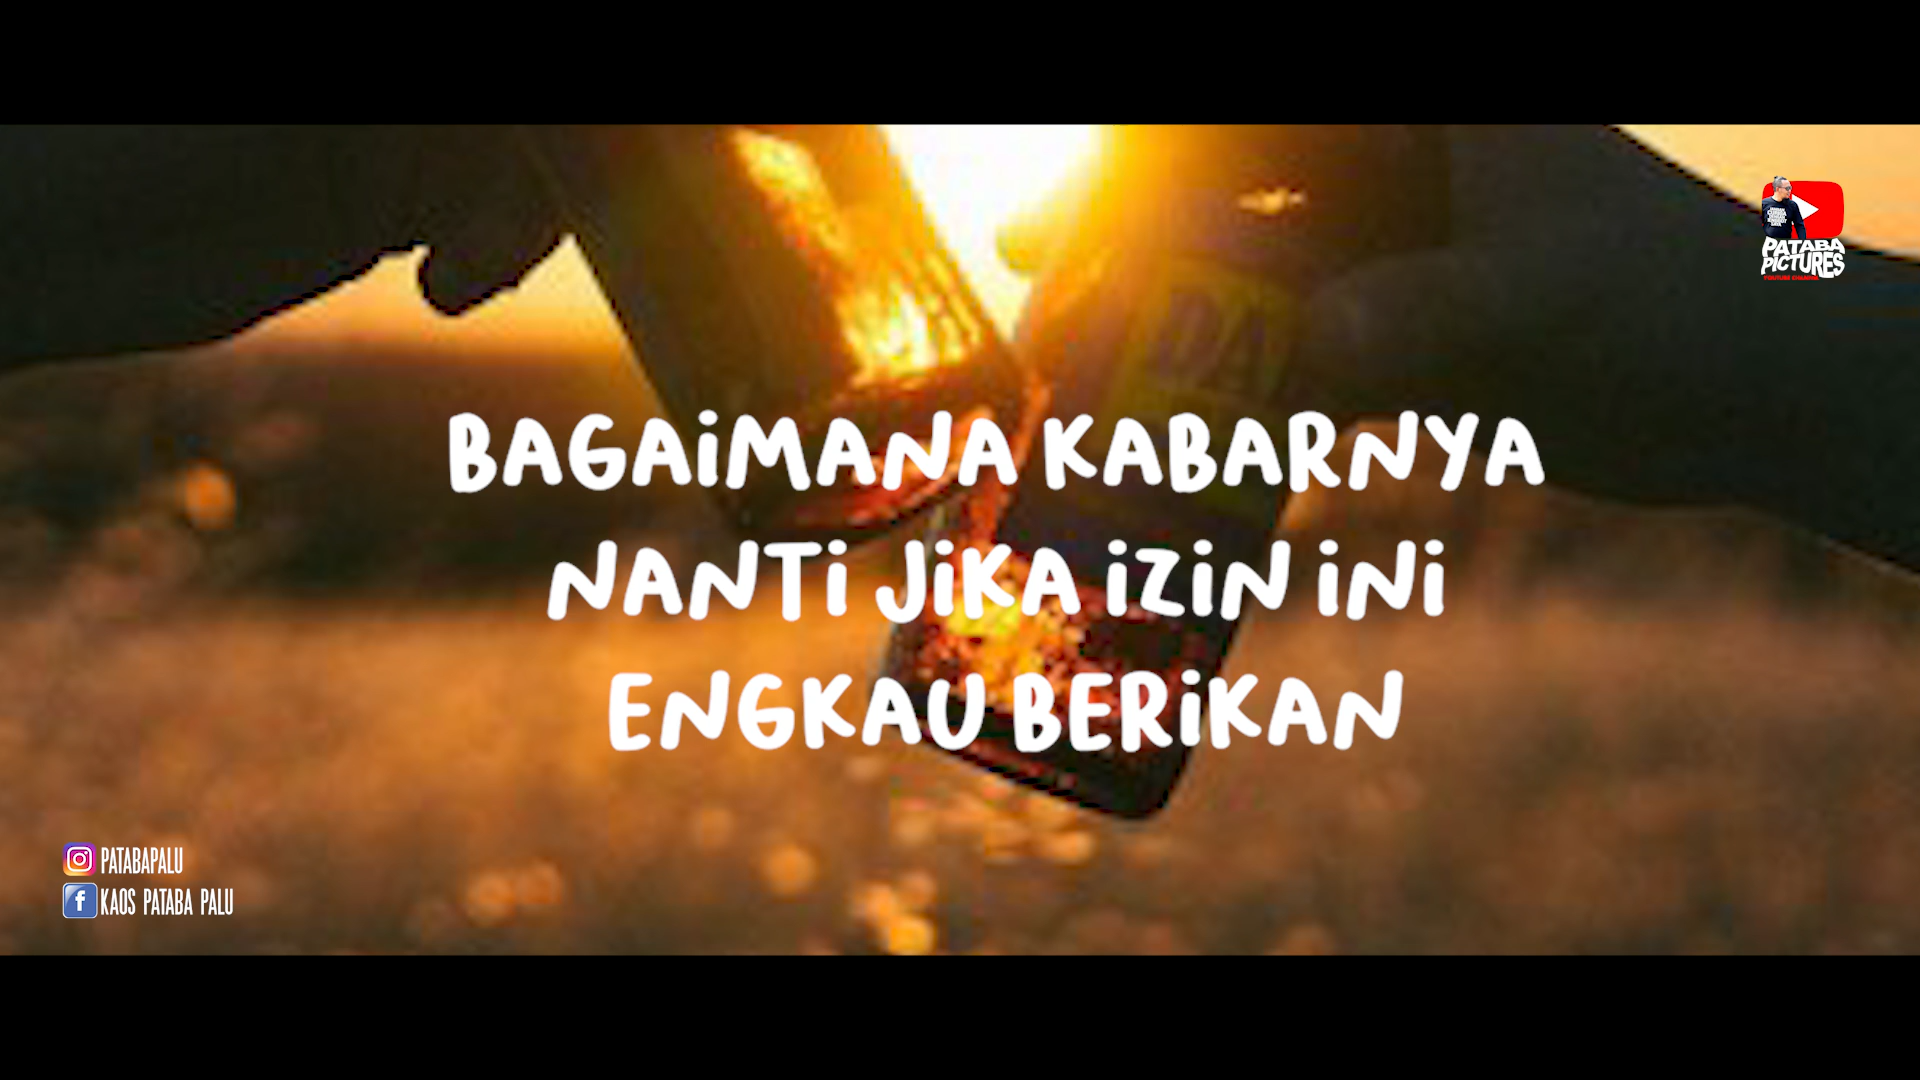 PATABA
PICTURES
BAGAIMANA KABARNYA
NANTI JIKA IZIN INI
ENGKAU BERIKAN
PATABAPALU
KAOS PATABA PALU